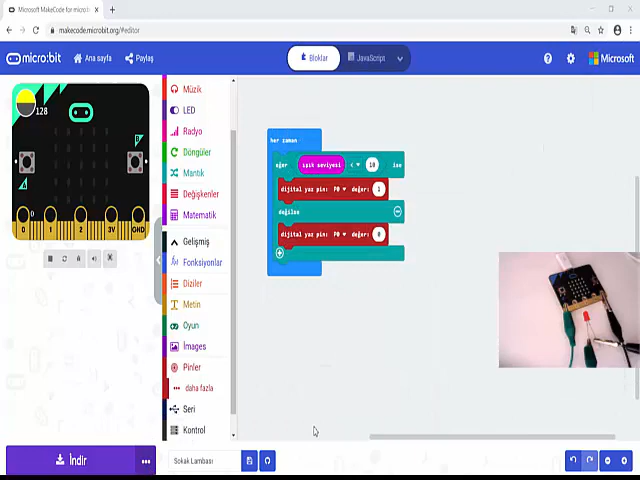 Microsoft MakeCode for micro:bit
makecode.microbit.org/#editor
micro:bit
Ana sayfa
Paylaş
Bloklar
JavaScript
Microsoft
128
B
A
0
0
1
2
3V
GND
Müzik
LED
Radyo
Döngüler
Mantık
Değişkenler
Matematik
Gelişmiş
Fonksiyonlar
Diziler
Metin
Oyun
Images
Pinler
daha fazla
Seri
Kontrol
her zaman
eğer ışık seviyesi < 10 ise
dijital yaz pin: P0 değer: 1
değilse
dijital yaz pin: P0 değer: 0
İndir
Sokak Lambası